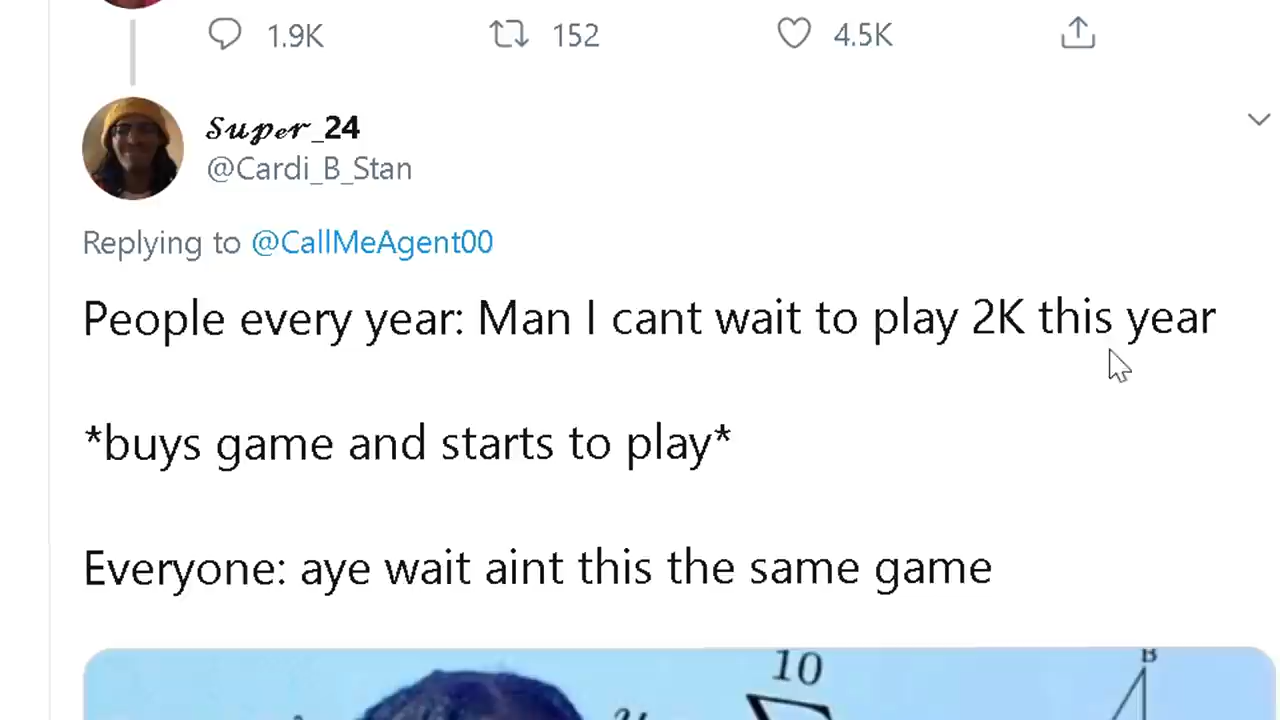 1.9K 152 4.5K
𝓢𝓾𝓹𝓮𝓻_24
@Cardi_B_Stan
Replying to @CallMeAgent00
People every year: Man I cant wait to play 2K this year
*buys game and starts to play*
Everyone: aye wait aint this the same game
10
B